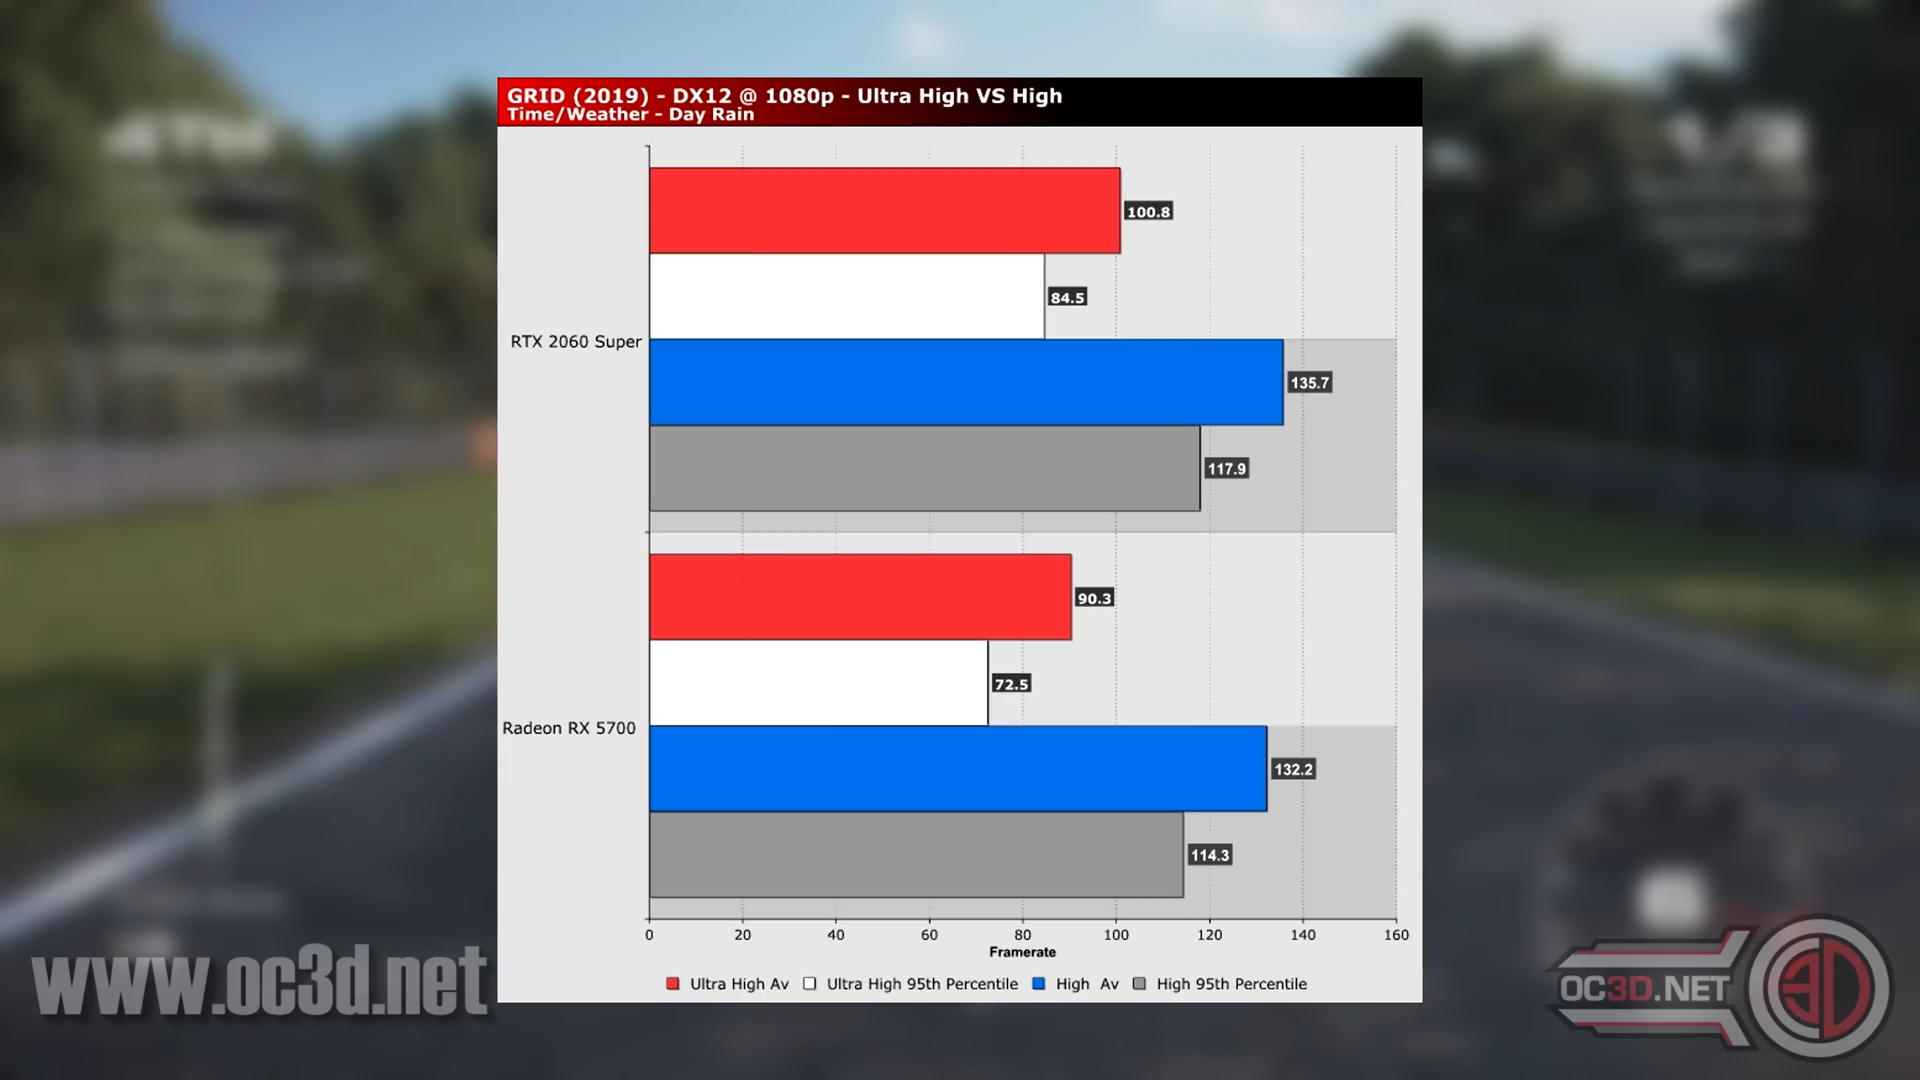 GRID (2019) - DX12 @ 1080p - Ultra High VS High
Time/Weather - Day Rain
100.8
84.5
RTX 2060 Super
135.7
117.9
90.3
72.5
Radeon RX 5700
132.2
114.3
0 20 40 60 80 100 120 140 160
Framerate
Ultra High Av Ultra High 95th Percentile High Av High 95th Percentile
www.oc3d.net
OC3D.NET
3D